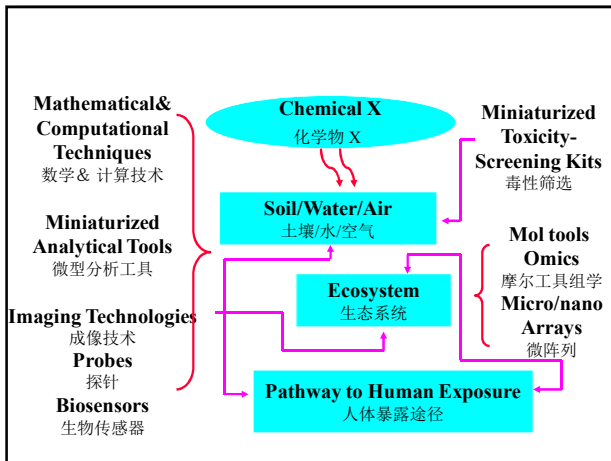 Mathematical&
Computational
Techniques
数学& 计算技术
Miniaturized
Analytical Tools
微型分析工具
Imaging Technologies
成像技术
Probes
探针
Biosensors
生物传感器
Chemical X
化学物 X
Soil/Water/Air
土壤/水/空气
Ecosystem
生态系统
Pathway to Human Exposure
人体暴露途径
Miniaturized
Toxicity-
Screening Kits
毒性筛选
Mol tools
Omics
摩尔工具组学
Micro/nano
Arrays
微阵列